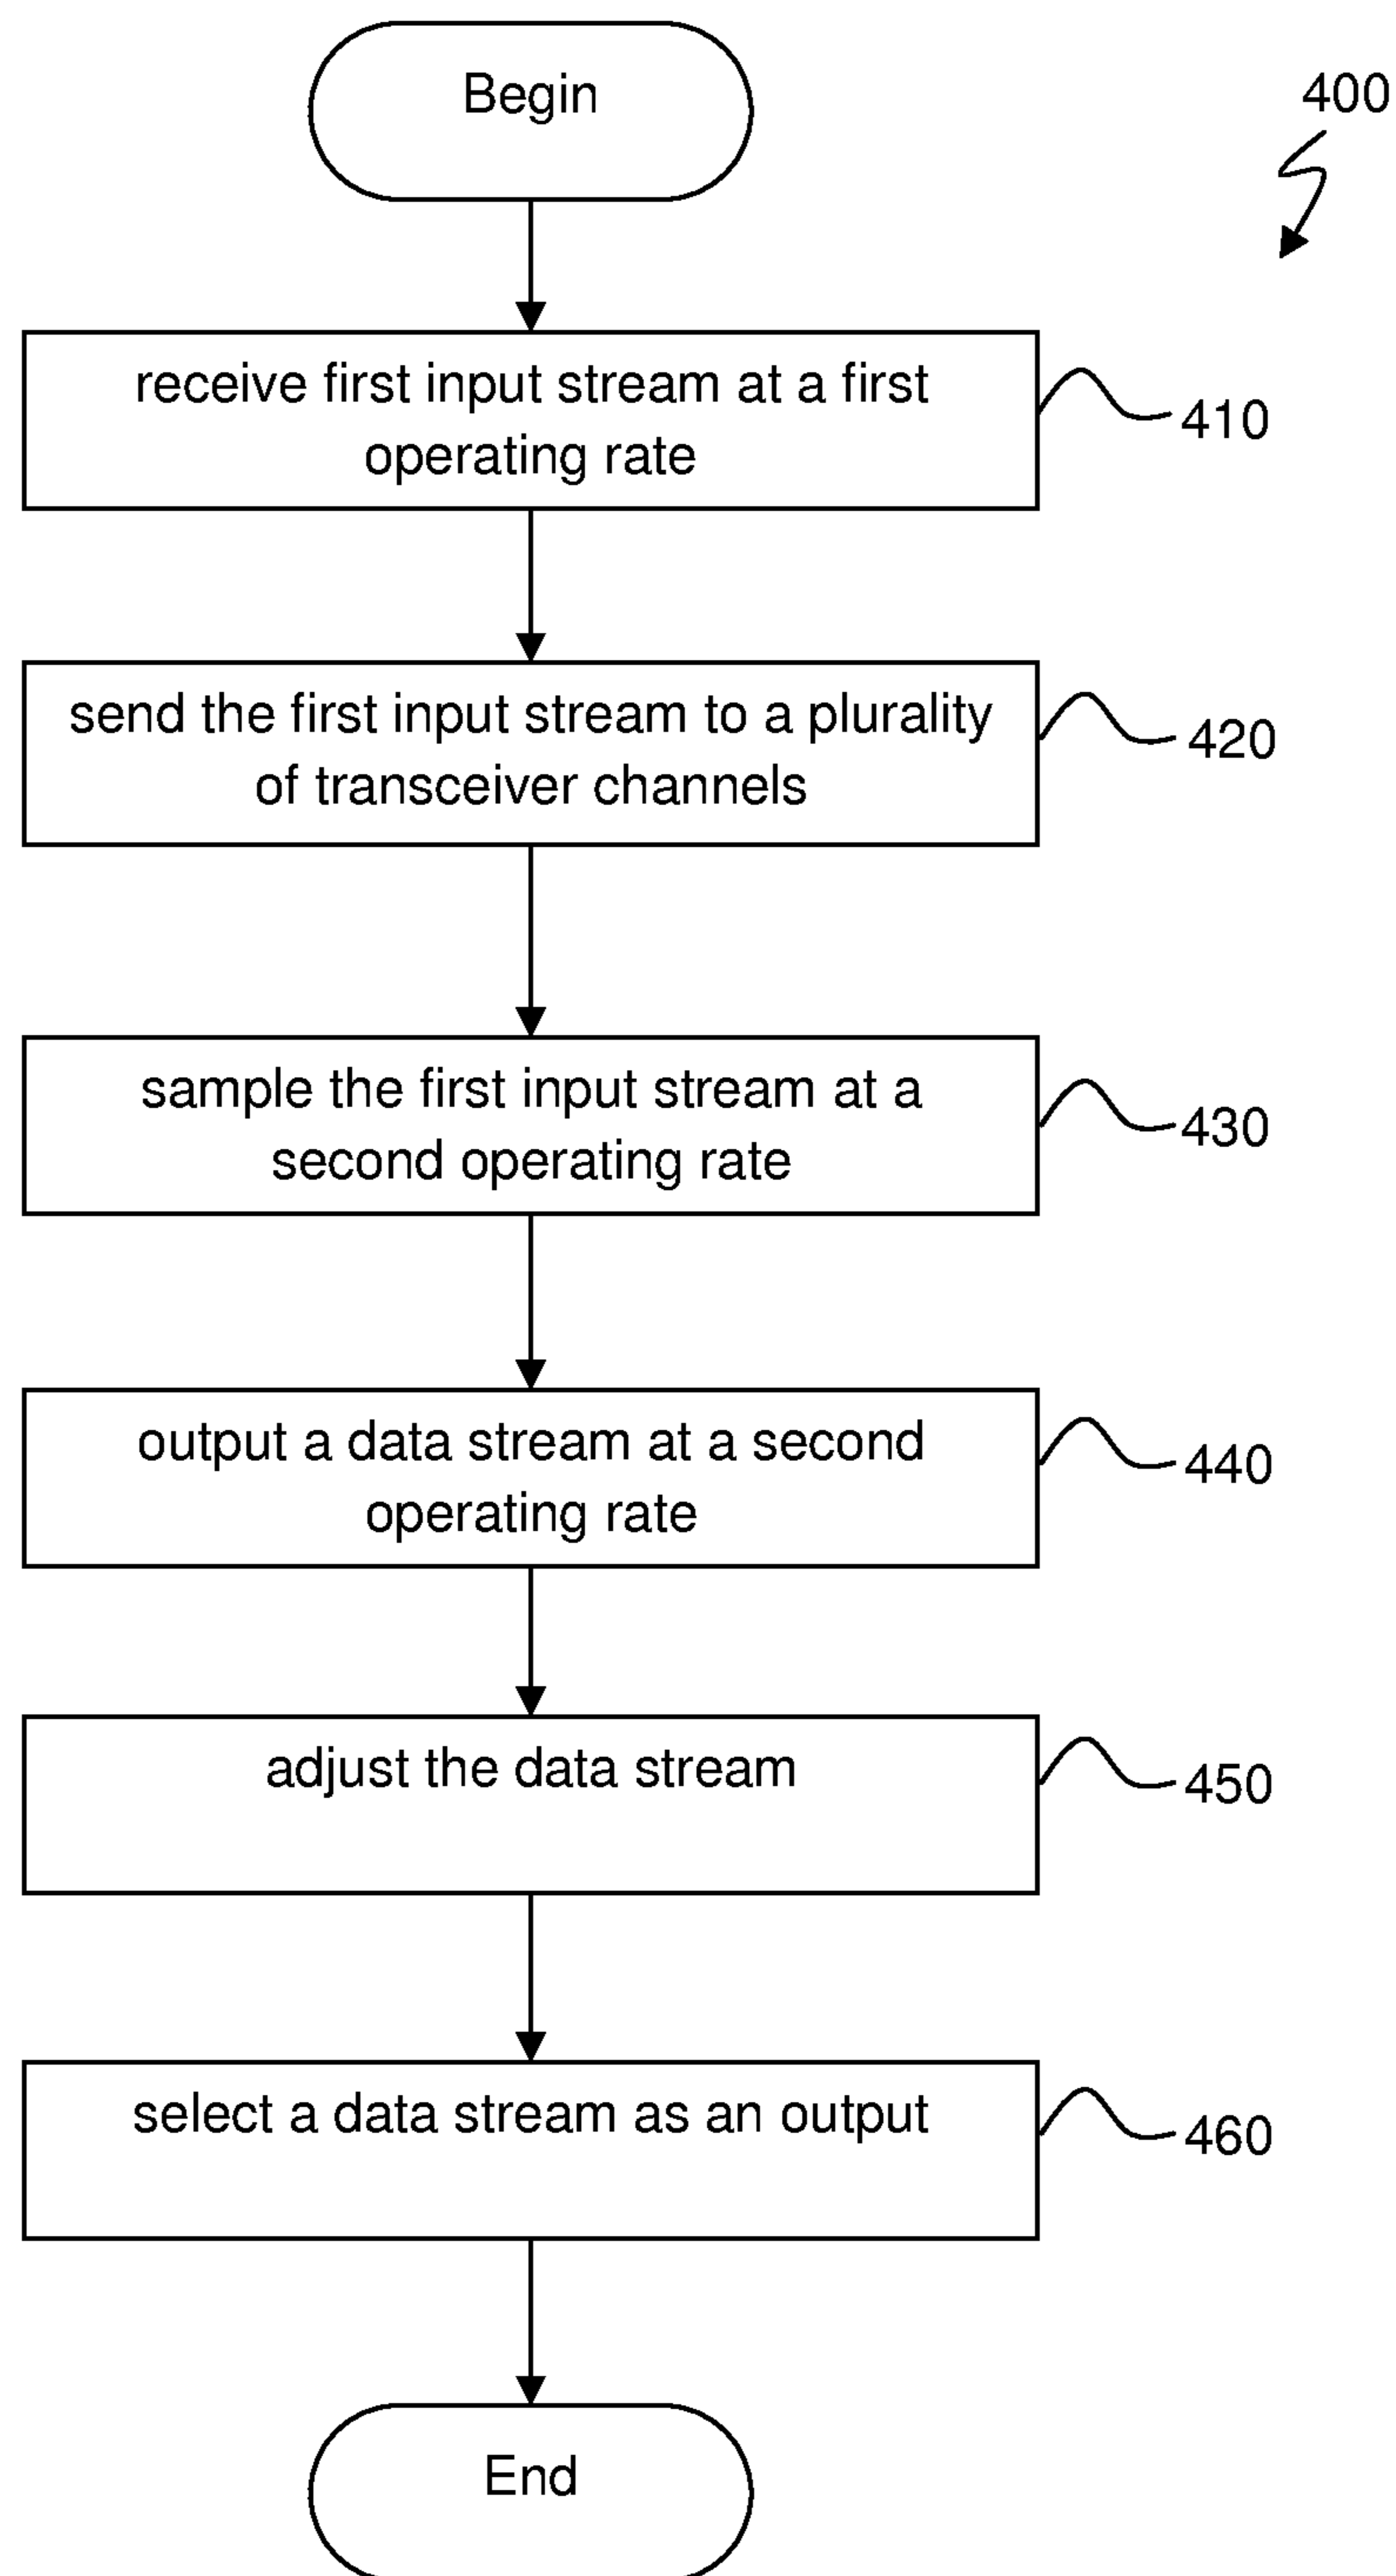 Begin
400
receive first input stream at a first
operating rate
410
send the first input stream to a plurality
of transceiver channels
420
sample the first input stream at a
second operating rate
430
output a data stream at a second
operating rate
440
adjust the data stream
450
select a data stream as an output
460
End